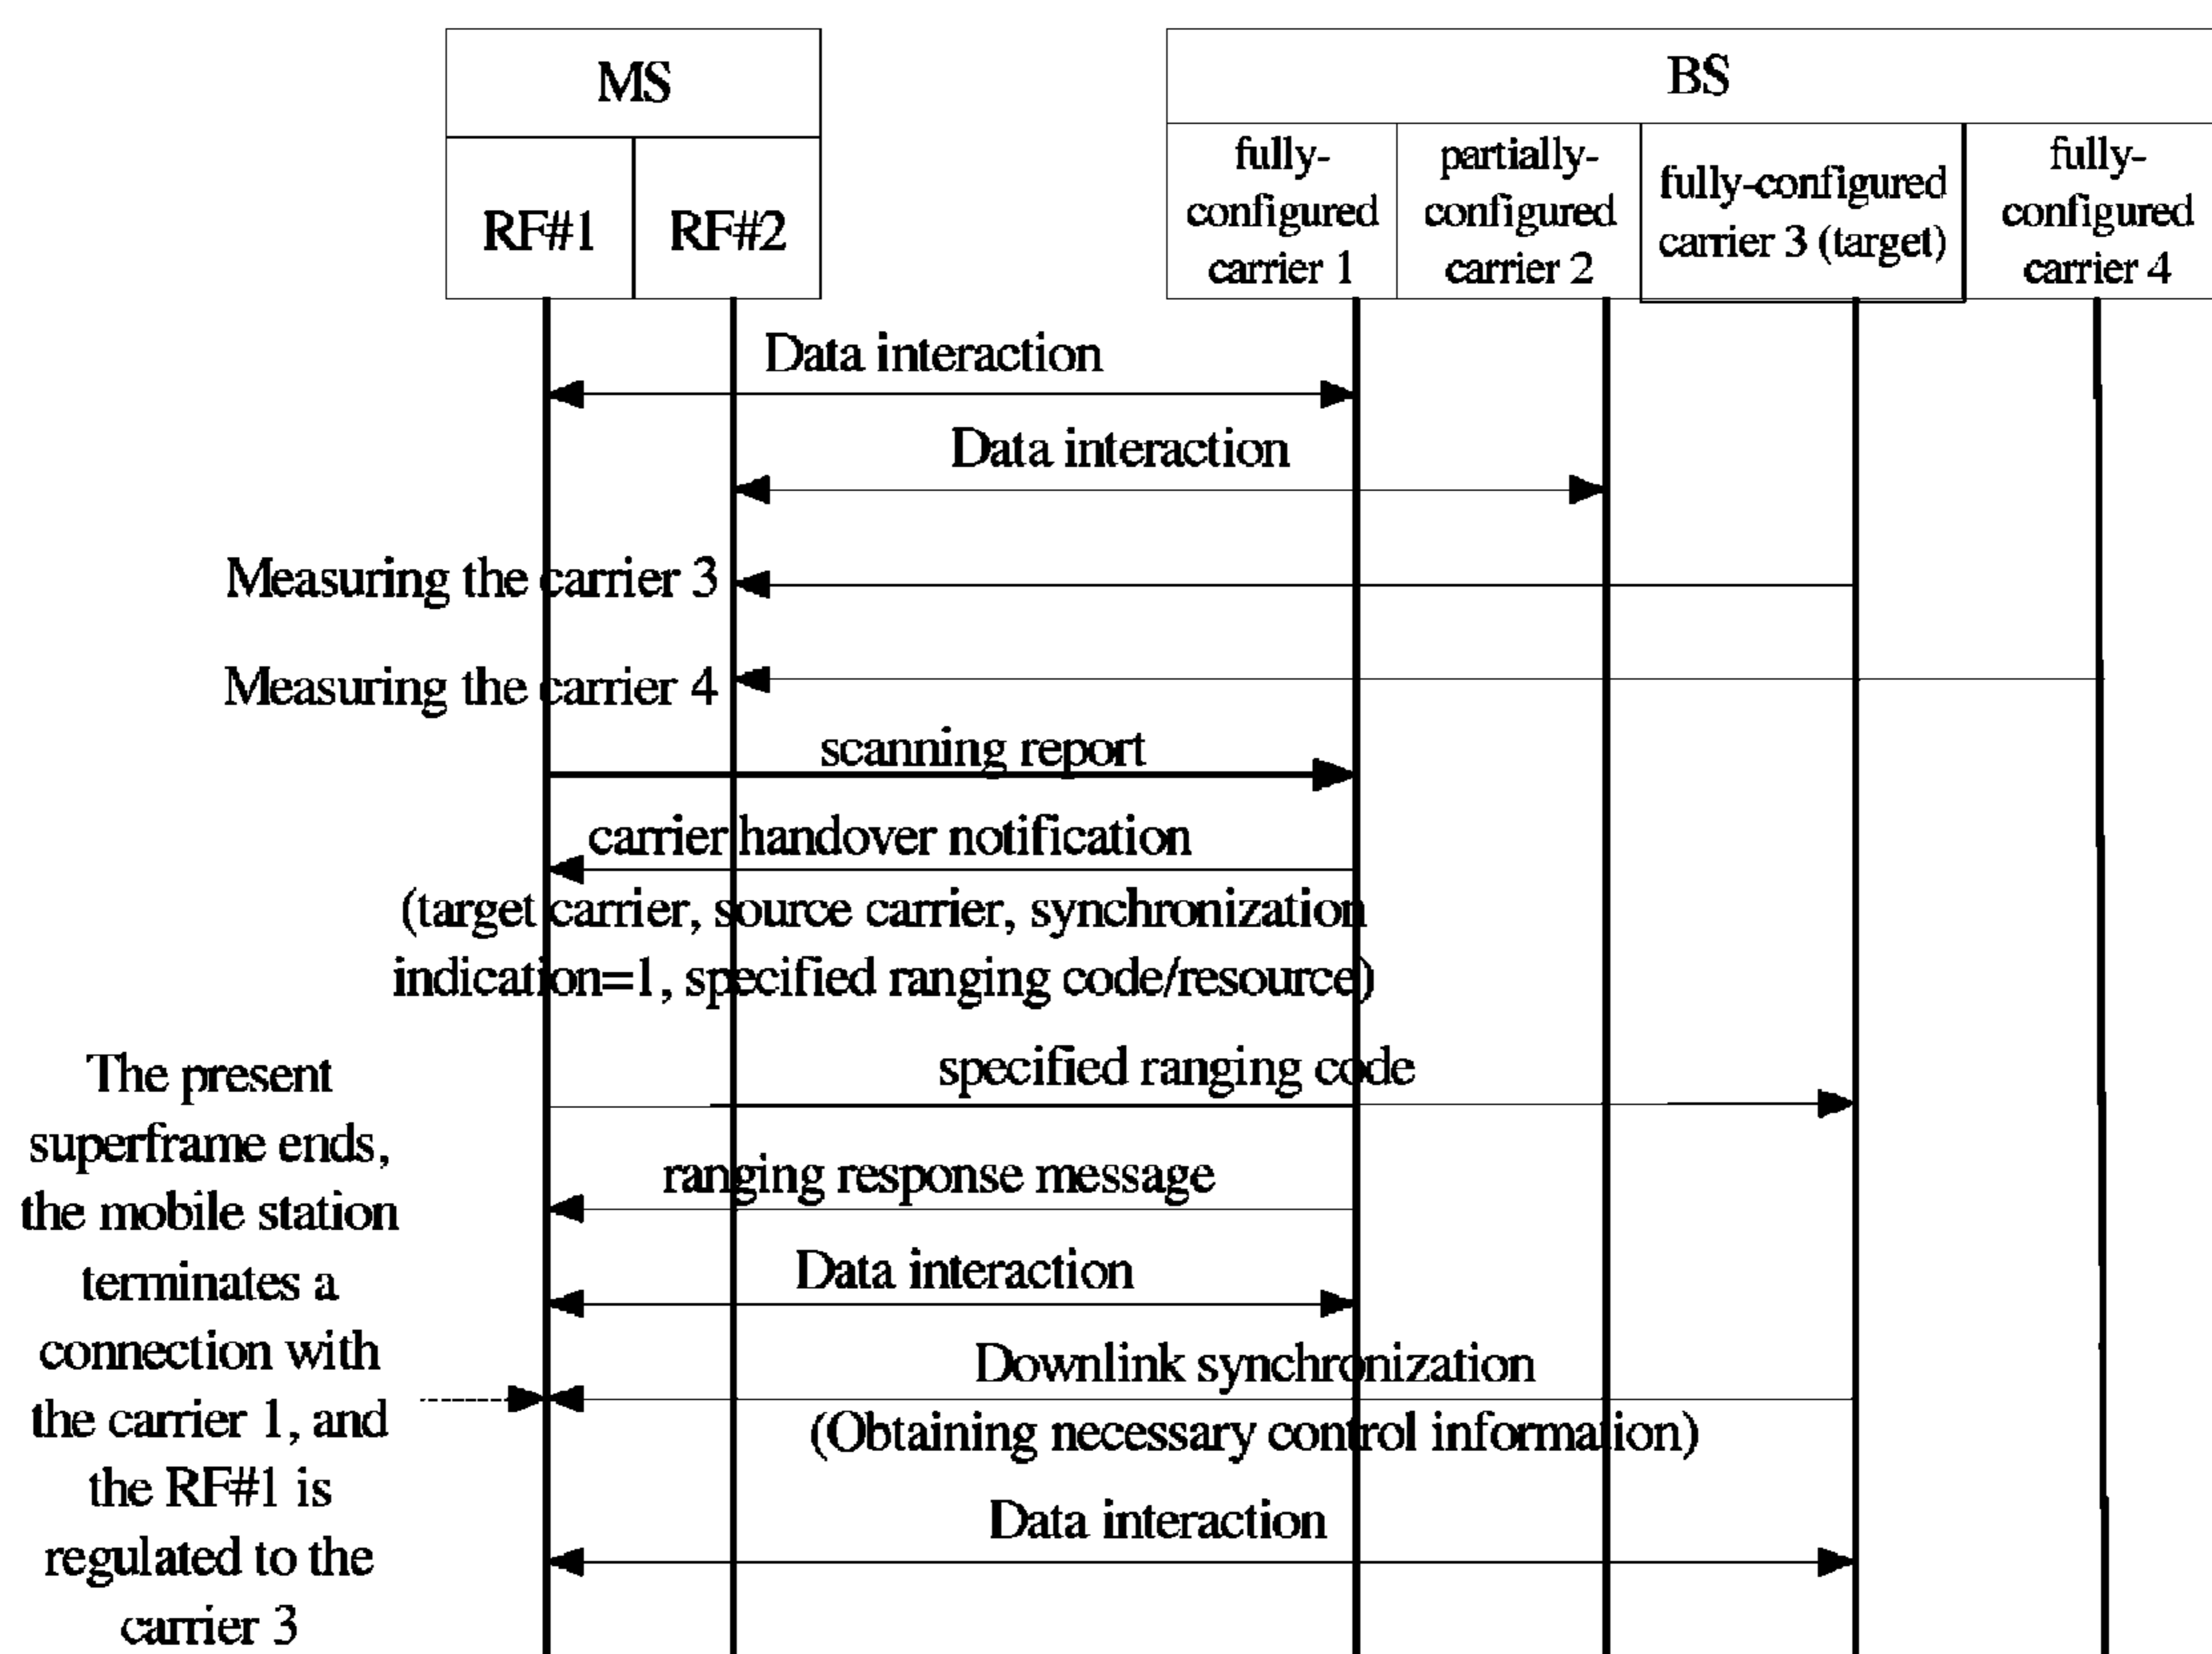 MS
BS
RF#1
RF#2
fully-
configured
carrier 1
partially-
configured
carrier 2
fully-configured
carrier 3 (target)
fully-
configured
carrier 4
Data interaction
Data interaction
Measuring the carrier 3
Measuring the carrier 4
scanning report
carrier handover notification
(target carrier, source carrier, synchronization
indication=1, specified ranging code/resource)
specified ranging code
ranging response message
Data interaction
Downlink synchronization
(Obtaining necessary control information)
Data interaction
The present
superframe ends,
the mobile station
terminates a
connection with
the carrier 1, and
the RF#1 is
regulated to the
carrier 3